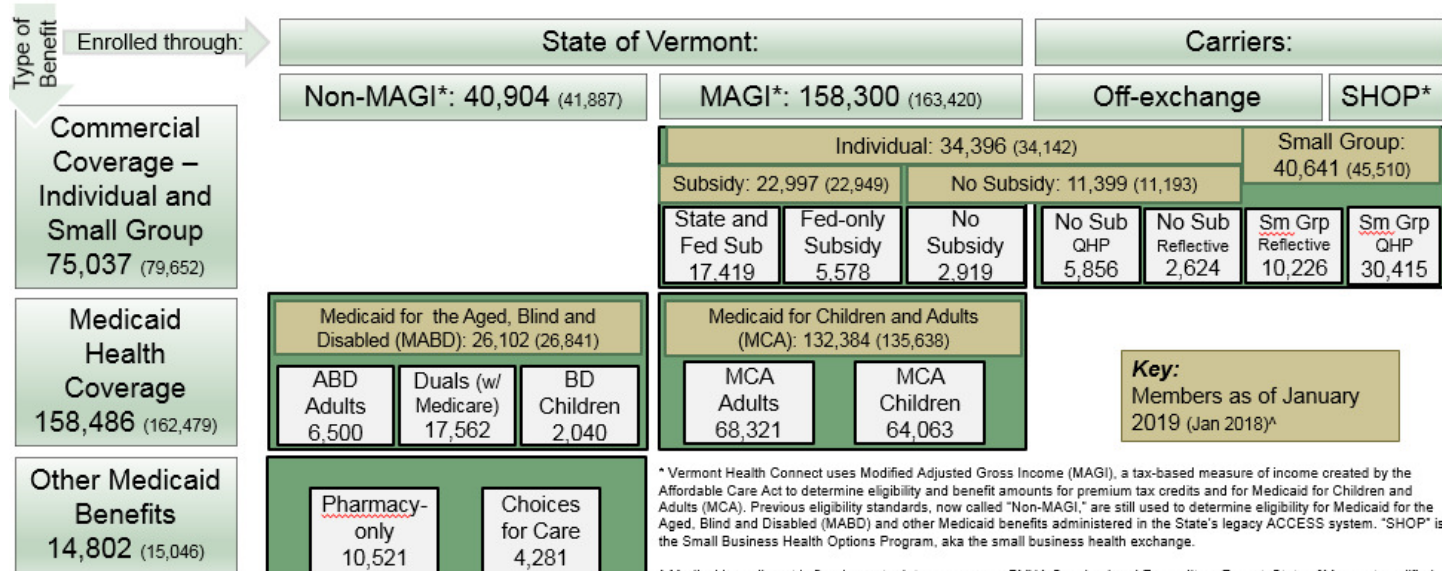 Type of
Benefit
Enrolled through:
State of Vermont:
Carriers:
Non-MAGI*: 40,904 (41,887)
MAGI*: 158,300 (163,420)
Off-exchange
SHOP*
Commercial
Coverage –
Individual and
Small Group
75,037 (79,652)
Individual: 34,396 (34,142)
Small Group:
40,641 (45,510)
Subsidy: 22,997 (22,949)
No Subsidy: 11,399 (11,193)
State and
Fed Sub
17,419
Fed-only
Subsidy
5,578
No
Subsidy
2,919
No Sub
QHP
5,856
No Sub
Reflective
2,624
Sm Grp
Reflective
10,226
Sm Grp
QHP
30,415
Medicaid
Health
Coverage
158,486 (162,479)
Medicaid for the Aged, Blind and
Disabled (MABD): 26,102 (26,841)
ABD
Adults
6,500
Duals (w/
Medicare)
17,562
BD
Children
2,040
Medicaid for Children and Adults
(MCA): 132,384 (135,638)
MCA
Adults
68,321
MCA
Children
64,063
Key:
Members as of January
2019 (Jan 2018)^
Other Medicaid
Benefits
14,802 (15,046)
Pharmacy-
only
10,521
Choices
for Care
4,281
* Vermont Health Connect uses Modified Adjusted Gross Income (MAGI), a tax-based measure of income created by the
Affordable Care Act to determine eligibility and benefit amounts for premium tax credits and for Medicaid for Children and
Adults (MCA). Previous eligibility standards, now called "Non-MAGI," are still used to determine eligibility for Medicaid for the
Aged, Blind and Disabled (MABD) and other Medicaid benefits administered in the State's legacy ACCESS system. "SHOP" is
the Small Business Health Options Program, aka the small business health exchange.